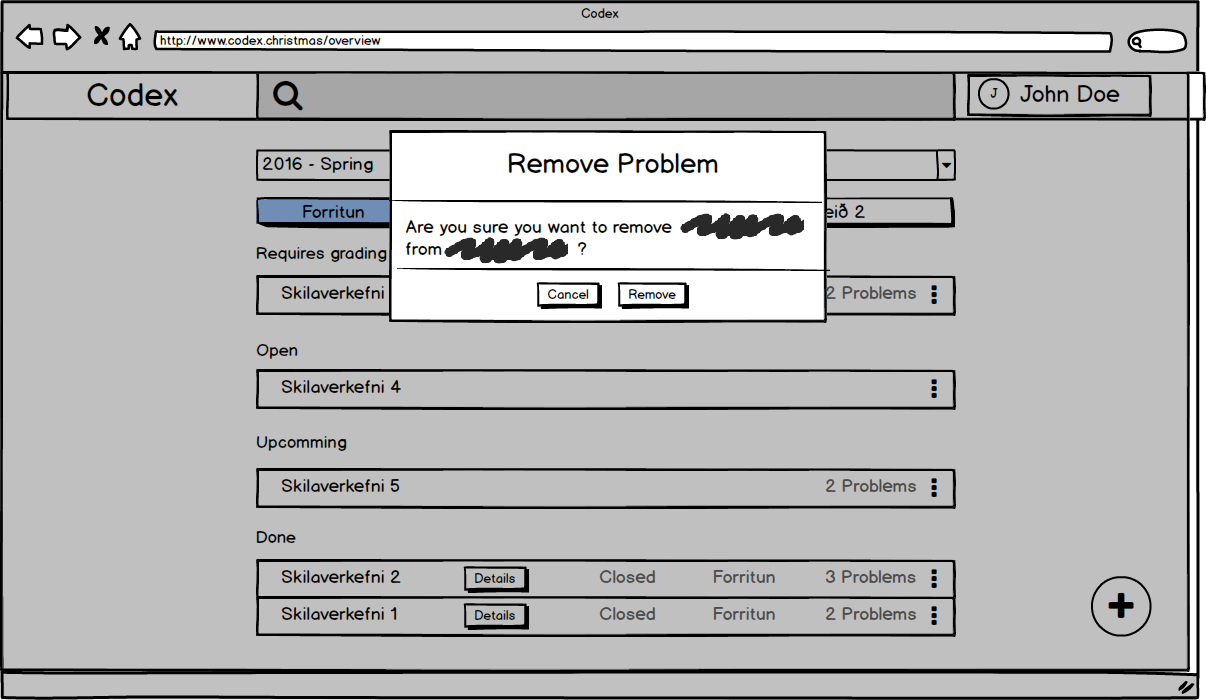 Codex
http://www.codex.christmas/overview
Codex
J John Doe
2016 - Spring
Remove Problem
Forritun
eið 2
Are you sure you want to remove
from ?
Requires grading
Skilaverkefni
2 Problems
Cancel Remove
Open
Skilaverkefni 4
Upcomming
Skilaverkefni 5 2 Problems
Done
Skilaverkefni 2 Details Closed Forritun 3 Problems
Skilaverkefni 1 Details Closed Forritun 2 Problems